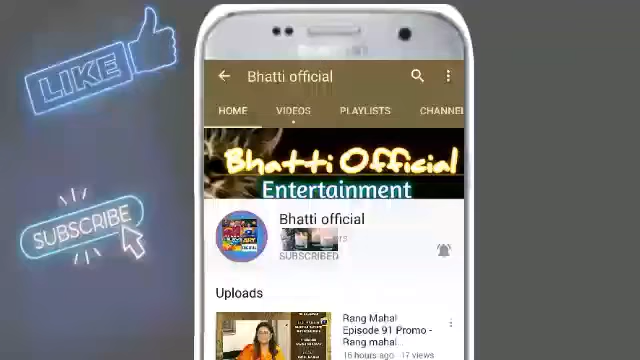 LIKE
SUBSCRIBE
Bhatti official
HOME VIDEOS PLAYLISTS CHANNEL
Bhatti Official
Entertainment
Bhatti official
SUBSCRIBED
Uploads
Rang Mahal
Episode 91 Promo -
Rang mahal...
16 hours ago · 17 views